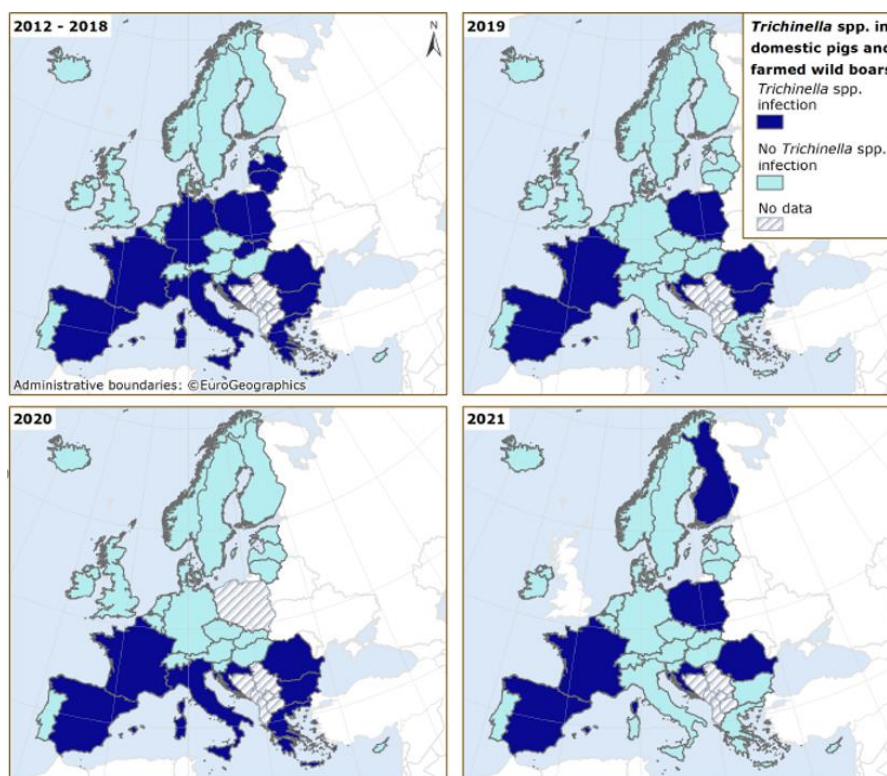 2012 - 2018
N
Administrative boundaries: ©EuroGeographics
2019
Trichinella spp. in
domestic pigs and
farmed wild boars
Trichinella spp.
infection
No Trichinella spp.
infection
No data
2020
2021